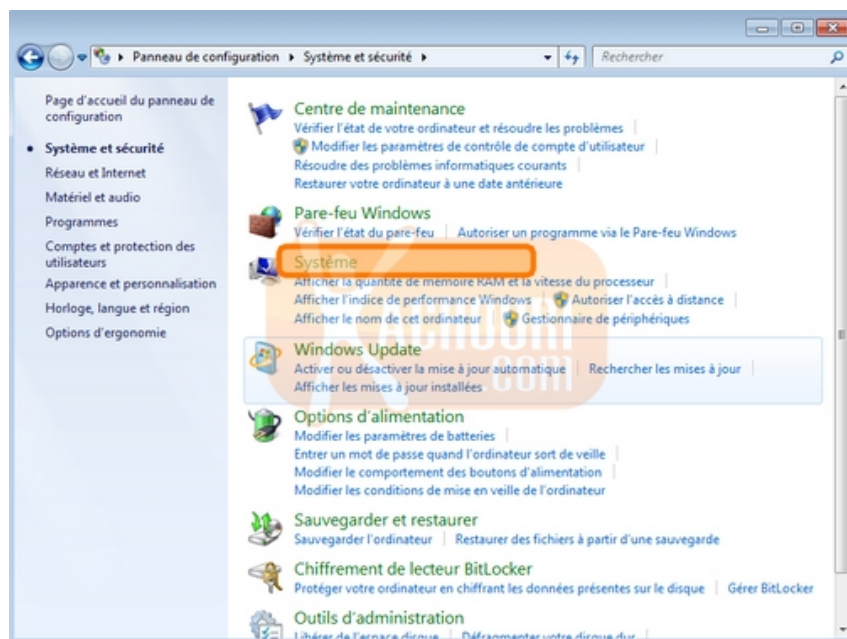 Panneau de configuration ▸ Système et sécurité ▸ Rechercher
Page d'accueil du panneau de
configuration
Système et sécurité
Réseau et Internet
Matériel et audio
Programmes
Comptes et protection des
utilisateurs
Apparence et personnalisation
Horloge, langue et région
Options d'ergonomie
Centre de maintenance
Vérifier l'état de votre ordinateur et résoudre les problèmes
Modifier les paramètres de contrôle de compte d'utilisateur
Résoudre des problèmes informatiques courants
Restaurer votre ordinateur à une date antérieure
Pare-feu Windows
Vérifier l'état du pare-feu Autoriser un programme via le Pare-feu Windows
Système
Afficher la quantité de mémoire RAM et la vitesse du processeur
Afficher l'indice de performance Windows Autoriser l'accès à distance
Afficher le nom de cet ordinateur Gestionnaire de périphériques
Windows Update
Activer ou désactiver la mise à jour automatique Rechercher les mises à jour
Afficher les mises à jour installées
.com
Options d'alimentation
Modifier les paramètres de batteries
Entrer un mot de passe quand l'ordinateur sort de veille
Modifier le comportement des boutons d'alimentation
Modifier les conditions de mise en veille de l'ordinateur
Sauvegarder et restaurer
Sauvegarder l'ordinateur Restaurer des fichiers à partir d'une sauvegarde
Chiffrement de lecteur BitLocker
Protéger votre ordinateur en chiffrant les données présentes sur le disque Gérer BitLocker
Outils d'administration
Libérer de l'espace disque Défragmenter votre disque dur